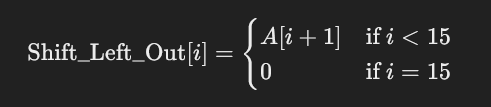 Shift_Left_Out[i] = { A[i + 1] if i < 15
0 if i = 15